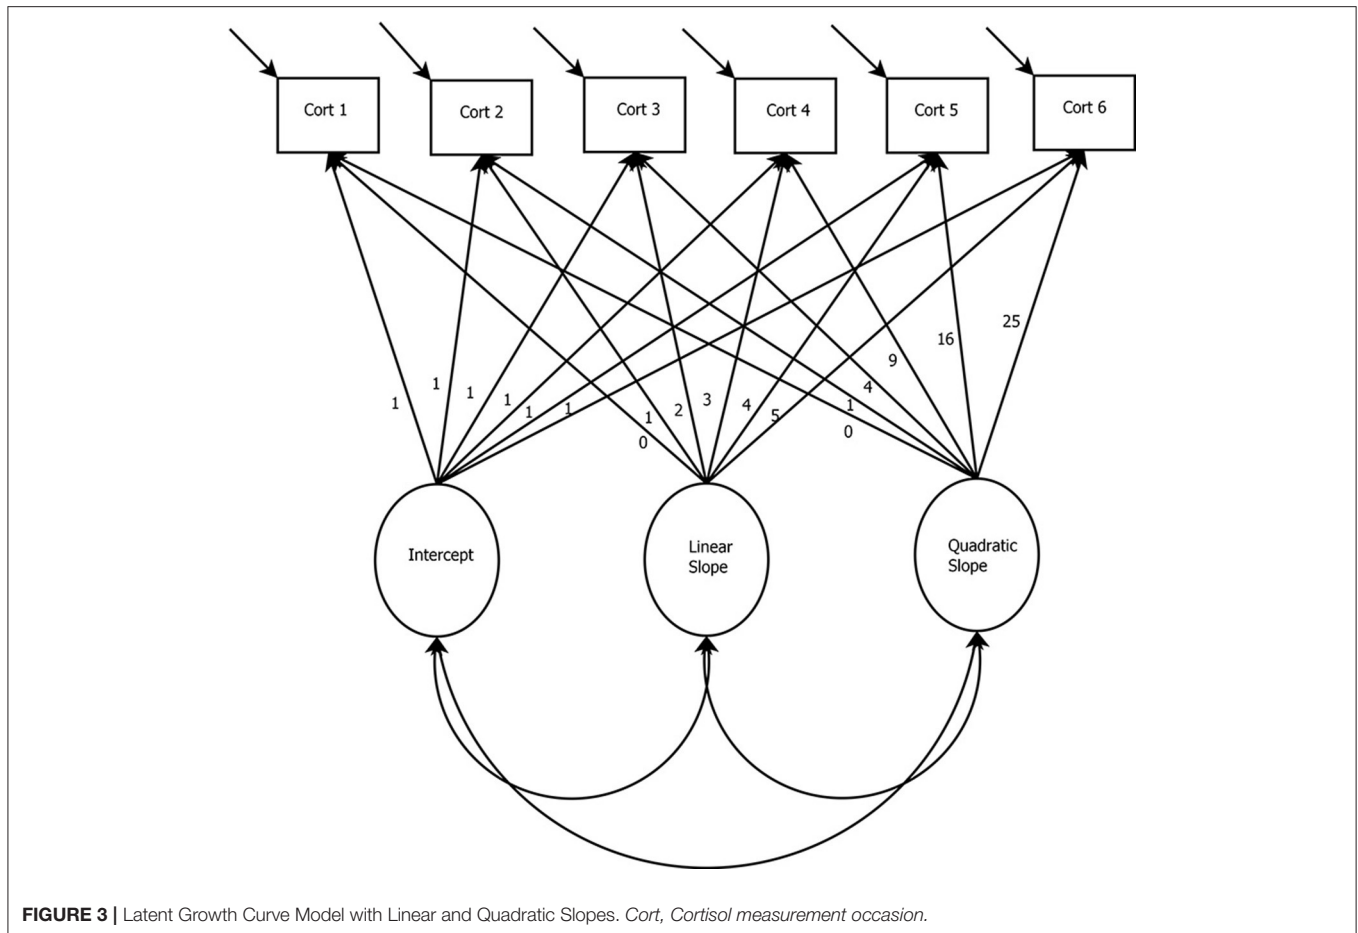 Cort 1
Cort 2
Cort 3
Cort 4
Cort 5
Cort 6
25
16
9
4
1
0
1
1
1
1
1
1
1
0
2
3
4
5
Intercept
Linear
Slope
Quadratic
Slope
FIGURE 3 | Latent Growth Curve Model with Linear and Quadratic Slopes. Cort, Cortisol measurement occasion.